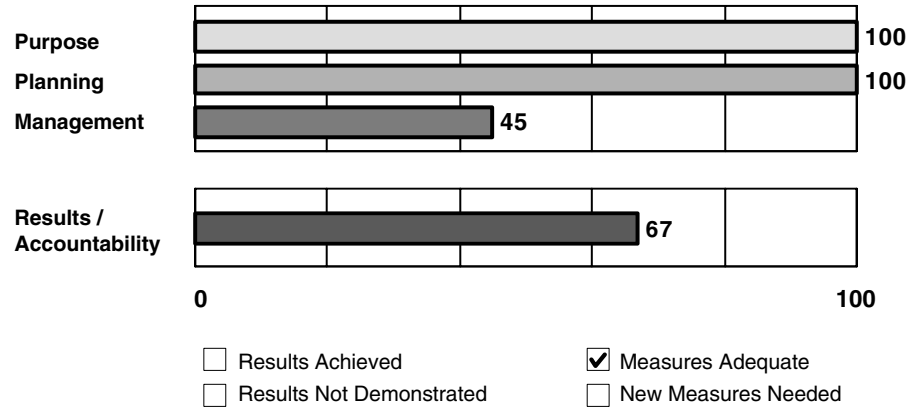 Purpose 100
Planning 100
Management 45
Results /
Accountability 67
0 100
Results Achieved Measures Adequate
Results Not Demonstrated New Measures Needed